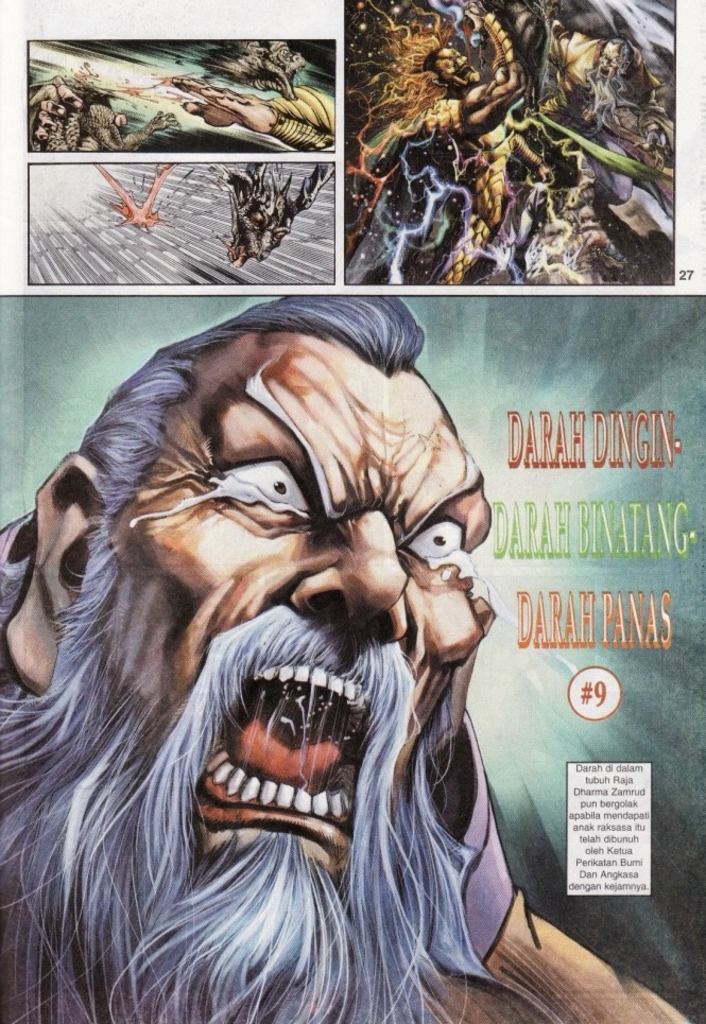 27
DARAH DINGIN-
DARAH BINATANG-
DARAH PANAS
#9
Darah di dalam
tubuh Raja
Dharma Zamrud
pun bergolak
apabila mendapati
anak raksasa itu
telah dibunuh
oleh Ketua
Perikatan Bumi
Dan Angkasa
dengan kejamnya.